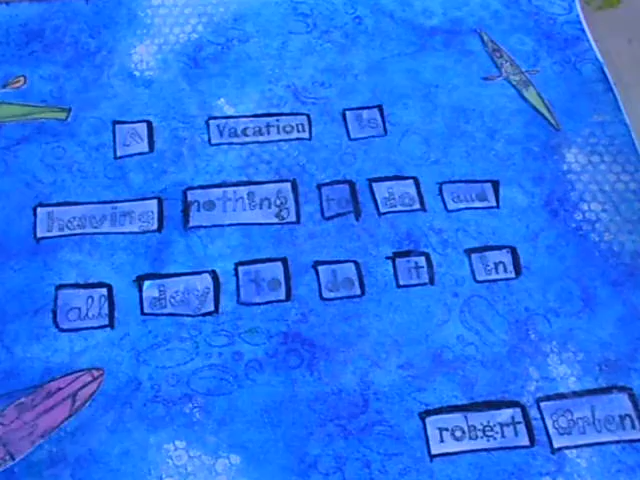 A Vacation is
having nothing to do and
all day to do it in.
robert Orben